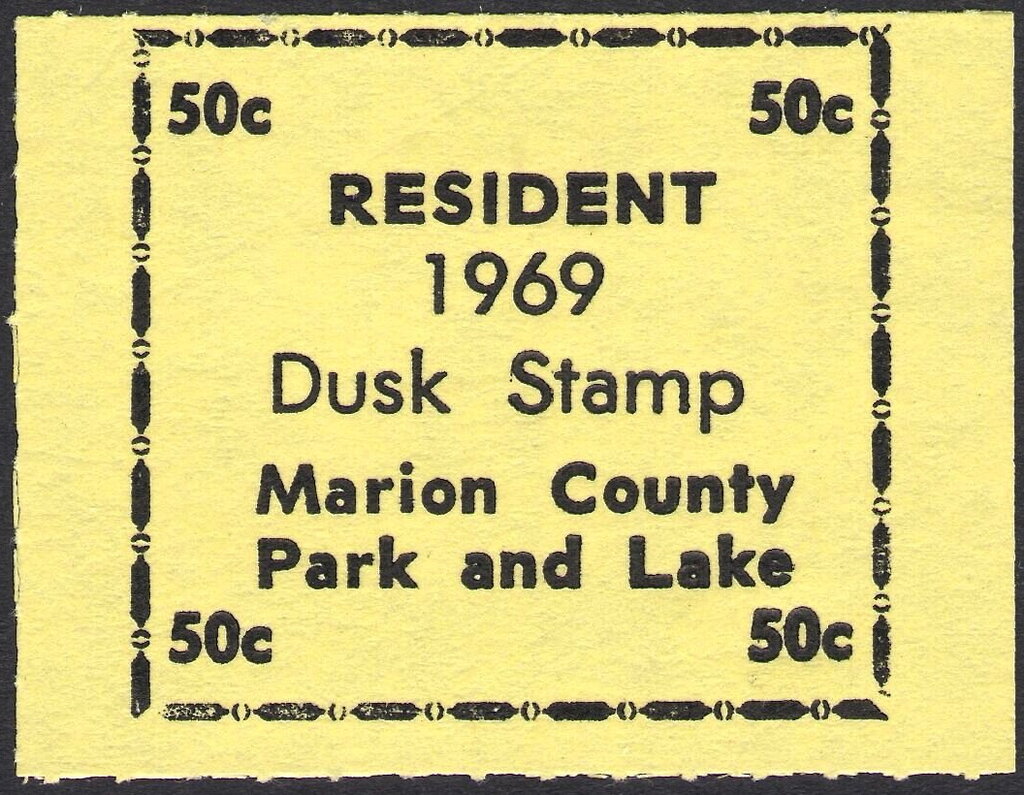 50c 50c
RESIDENT
1969
Dusk Stamp
Marion County
Park and Lake
50c 50c